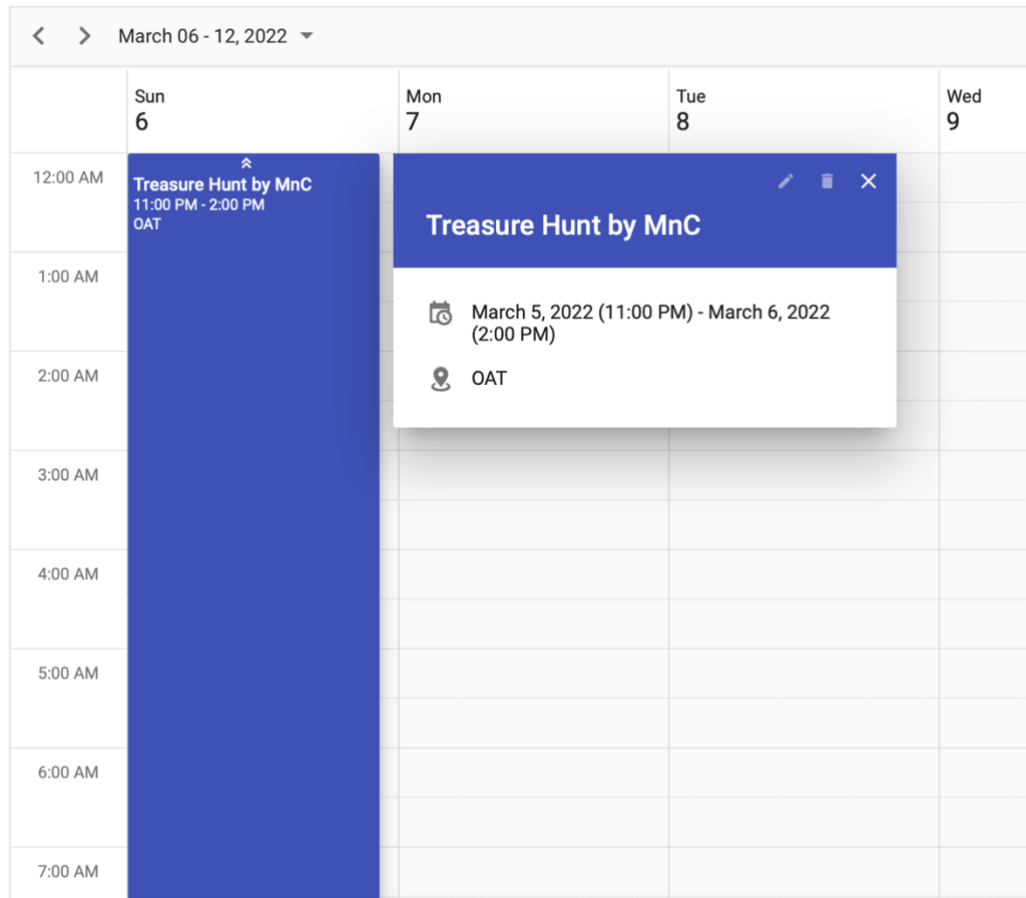 March 06 - 12, 2022
Sun
6
Mon
7
Tue
8
Wed
9
12:00 AM
Treasure Hunt by MnC
11:00 PM - 2:00 PM
OAT
Treasure Hunt by MnC
March 5, 2022 (11:00 PM) - March 6, 2022
(2:00 PM)
OAT
1:00 AM
2:00 AM
3:00 AM
4:00 AM
5:00 AM
6:00 AM
7:00 AM